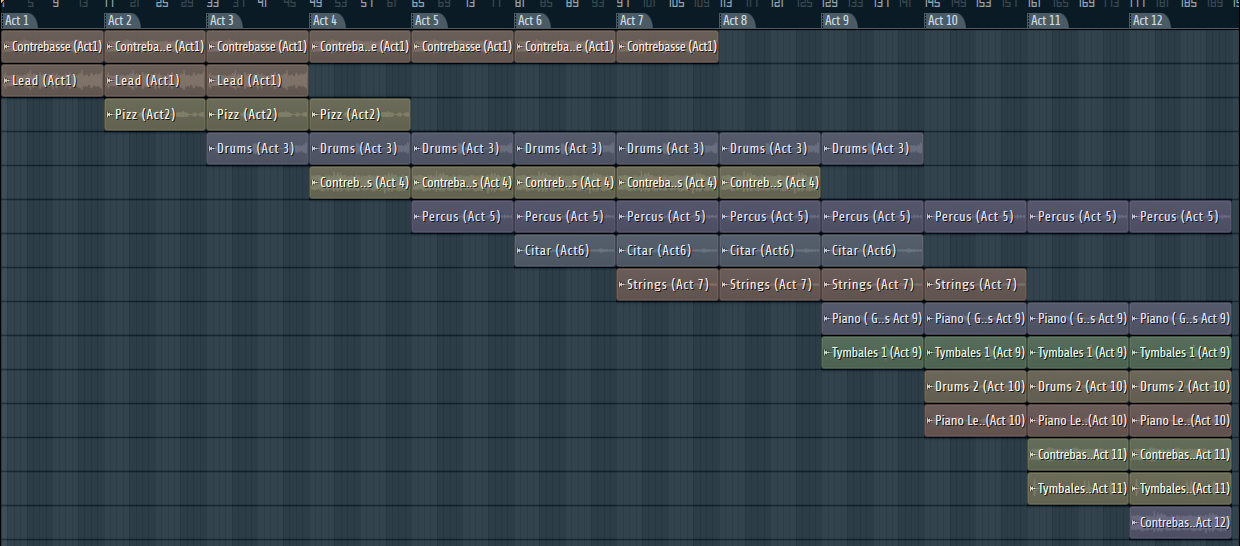 5 9 13 17 21 25 29 33 37 41 45 49 53 57 61 65 69 73 77 81 85 89 93 97 101 105 109 113 117 121 125 129 133 137 141 145 149 153 157 161 165 169 173 177 181 185 189
Act 1 Act 2 Act 3 Act 4 Act 5 Act 6 Act 7 Act 8 Act 9 Act 10 Act 11 Act 12
Contrebasse (Act1) Contreba..e (Act1) Contrebasse (Act1) Contreba..e (Act1) Contrebasse (Act1) Contreba..e (Act1) Contrebasse (Act1)
Lead (Act1) Lead (Act1) Lead (Act1)
Pizz (Act2) Pizz (Act2) Pizz (Act2)
Drums (Act 3) Drums (Act 3) Drums (Act 3) Drums (Act 3) Drums (Act 3) Drums (Act 3) Drums (Act 3)
Contreb..s (Act 4) Contreba..s (Act 4) Contreb..s (Act 4) Contreba..s (Act 4) Contreb..s (Act 4)
Percus (Act 5) Percus (Act 5) Percus (Act 5) Percus (Act 5) Percus (Act 5) Percus (Act 5) Percus (Act 5) Percus (Act 5)
Citar (Act6) Citar (Act6) Citar (Act6) Citar (Act6)
Strings (Act 7) Strings (Act 7) Strings (Act 7) Strings (Act 7)
Piano ( G..s Act 9) Piano ( G..s Act 9) Piano ( G..s Act 9) Piano ( G..s Act 9)
Tymbales 1 (Act 9) Tymbales 1 (Act 9) Tymbales 1 (Act 9) Tymbales 1 (Act 9)
Drums 2 (Act 10) Drums 2 (Act 10) Drums 2 (Act 10)
Piano Le..(Act 10) Piano Le..(Act 10) Piano Le..(Act 10)
Contrebas..Act 11) Contrebas..Act 11)
Tymbales..Act 11) Tymbales..(Act 11)
Contrebas..Act 12)